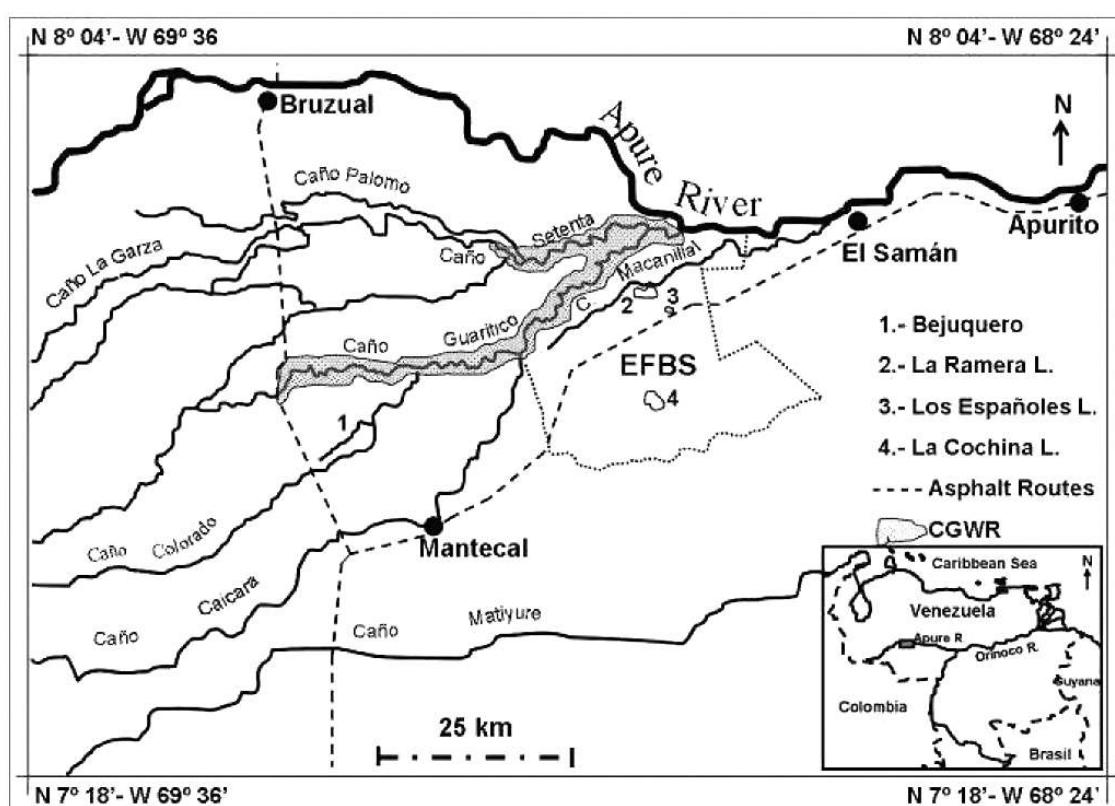 N 8º 04’- W 69º 36
N 8º 04’- W 68º 24’
Bruzual
Apure
River
N
Caño Palomo
Setenta
Caño
Caño La Garza
El Samán
Apurito
Macanillal
C.
2
3
Guaritico
Caño
EFBS
4
1
1.- Bejuquero
2.- La Ramera L.
3.- Los Españoles L.
4.- La Cochina L.
Asphalt Routes
CGWR
Mantecal
Caño Colorado
Caño Caicara
Caño Matiyure
25 km
Caribbean Sea
N
Venezuela
Apure R
Orinoco R.
Guyana
Colombia
Brasil
N 7º 18’- W 69º 36’
N 7º 18’- W 68º 24’